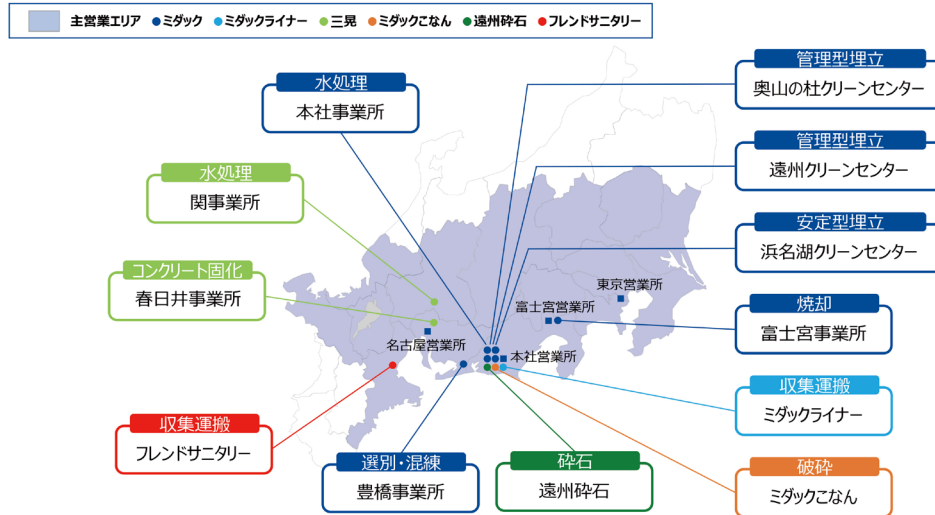 主営業エリア ●ミダック ●ミダックライナー ●三晃 ●ミダックこなん ●遠州砕石 ●フレンドサニタリー
水処理
本社事業所
管理型埋立
奥山の杜クリーンセンター
水処理
関事業所
管理型埋立
遠州クリーンセンター
安定型埋立
浜名湖クリーンセンター
コンクリート固化
春日井事業所
東京営業所
富士宮営業所
名古屋営業所
本社営業所
焼却
富士宮事業所
収集運搬
ミダックライナー
収集運搬
フレンドサニタリー
選別・混練
豊橋事業所
砕石
遠州砕石
破砕
ミダックこなん